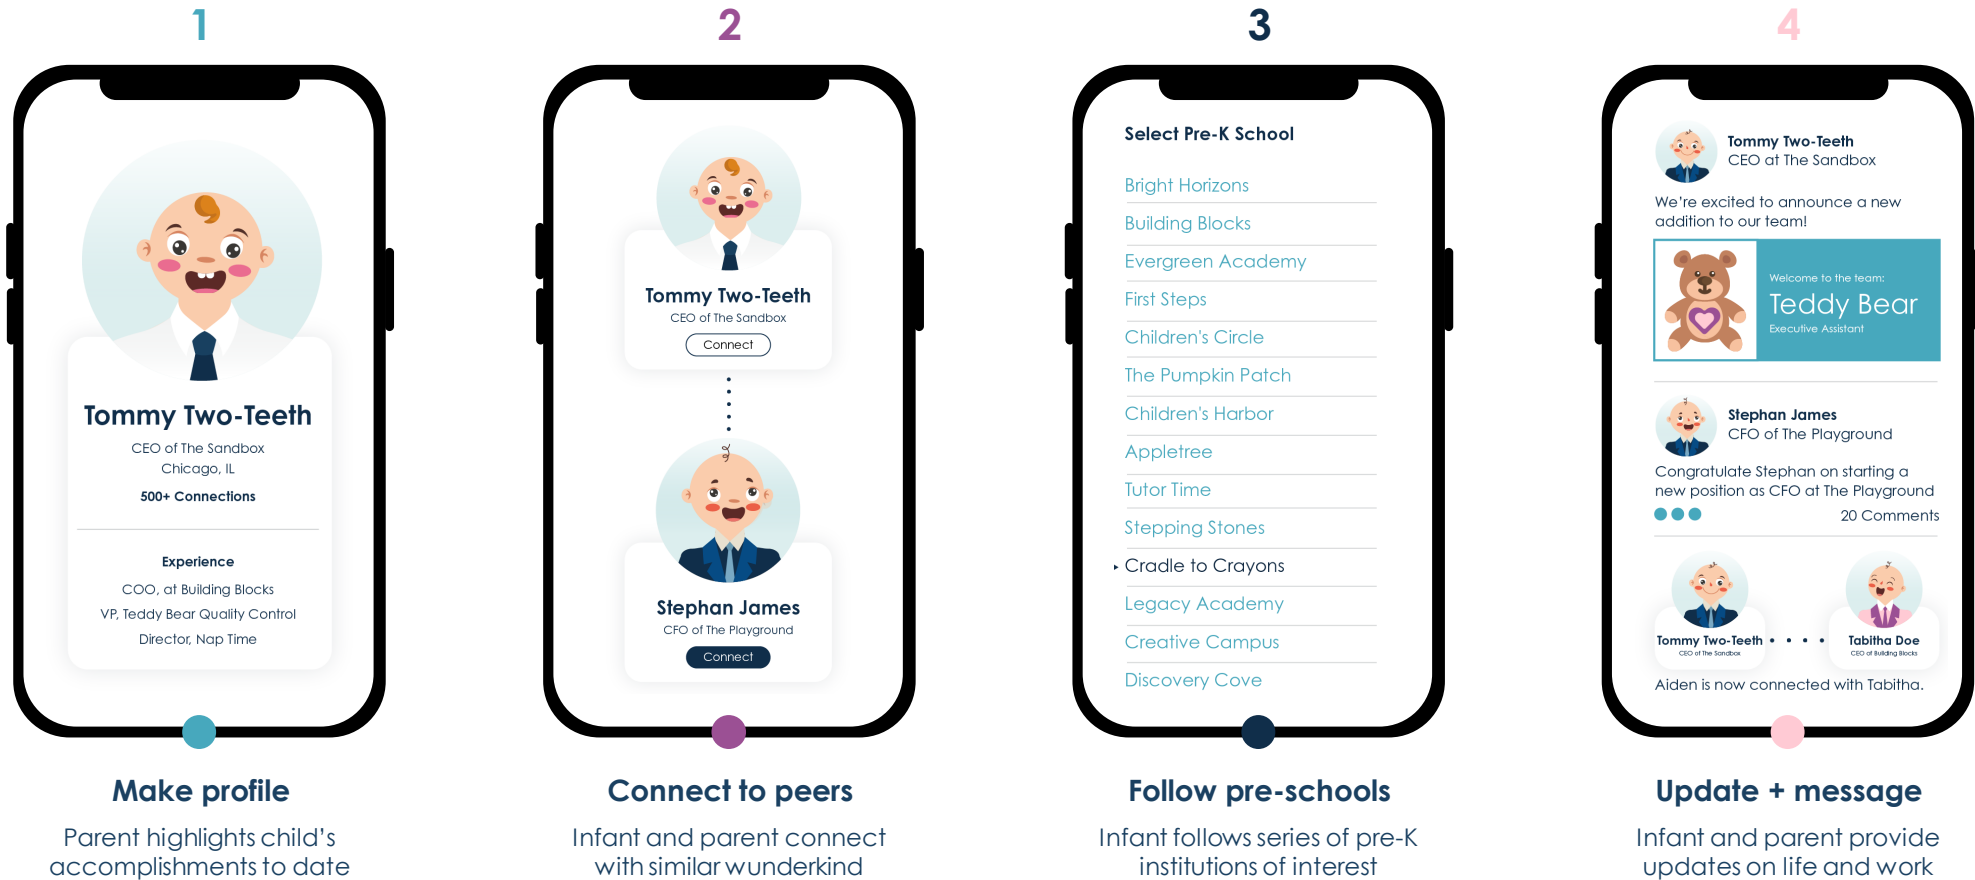 1
Tommy Two-Teeth
CEO of The Sandbox
Chicago, IL
500+ Connections
Experience
COO, at Building Blocks
VP, Teddy Bear Quality Control
Director, Nap Time
Make profile
Parent highlights child's
accomplishments to date
2
Tommy Two-Teeth
CEO of The Sandbox
Connect
Stephan James
CFO of The Playground
Connect
Connect to peers
Infant and parent connect
with similar wunderkind
3
Select Pre-K School
Bright Horizons
Building Blocks
Evergreen Academy
First Steps
Children's Circle
The Pumpkin Patch
Children's Harbor
Appletree
Tutor Time
Stepping Stones
Cradle to Crayons
Legacy Academy
Creative Campus
Discovery Cove
Follow pre-schools
Infant follows series of pre-K
institutions of interest
4
Tommy Two-Teeth
CEO at The Sandbox
We're excited to announce a new
addition to our team!
Welcome to the team:
Teddy Bear
Executive Assistant
Stephan James
CFO of The Playground
Congratulate Stephan on starting a
new position as CFO at The Playground
20 Comments
Tommy Two-Teeth
CEO of The Sandbox
Tabitha Doe
CEO of Building Blocks
Aiden is now connected with Tabitha.
Update + message
Infant and parent provide
updates on life and work